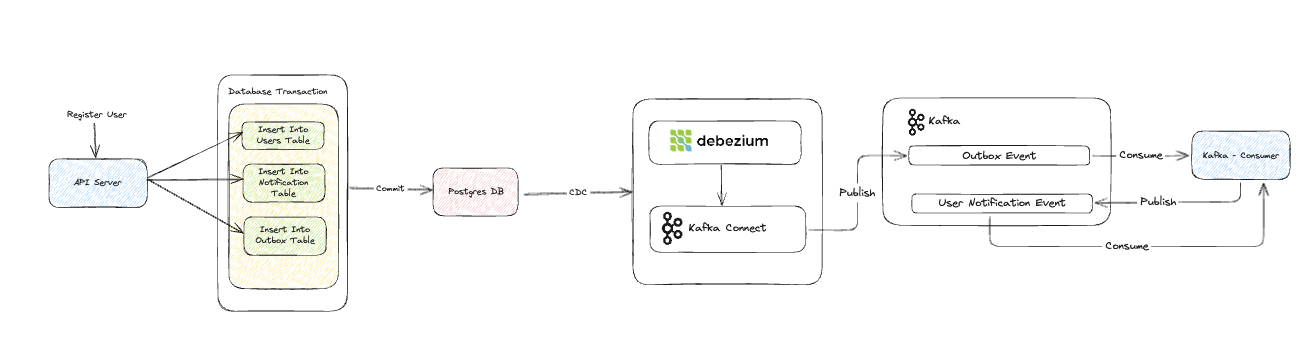 Register User
API Server
Database Transaction
Insert Into
Users Table
Insert Into
Notification
Table
Insert Into
Outbox Table
Commit
Postgres DB
CDC
debezium
Kafka Connect
Publish
Kafka
Outbox Event
User Notification Event
Consume
Publish
Consume
Kafka - Consumer